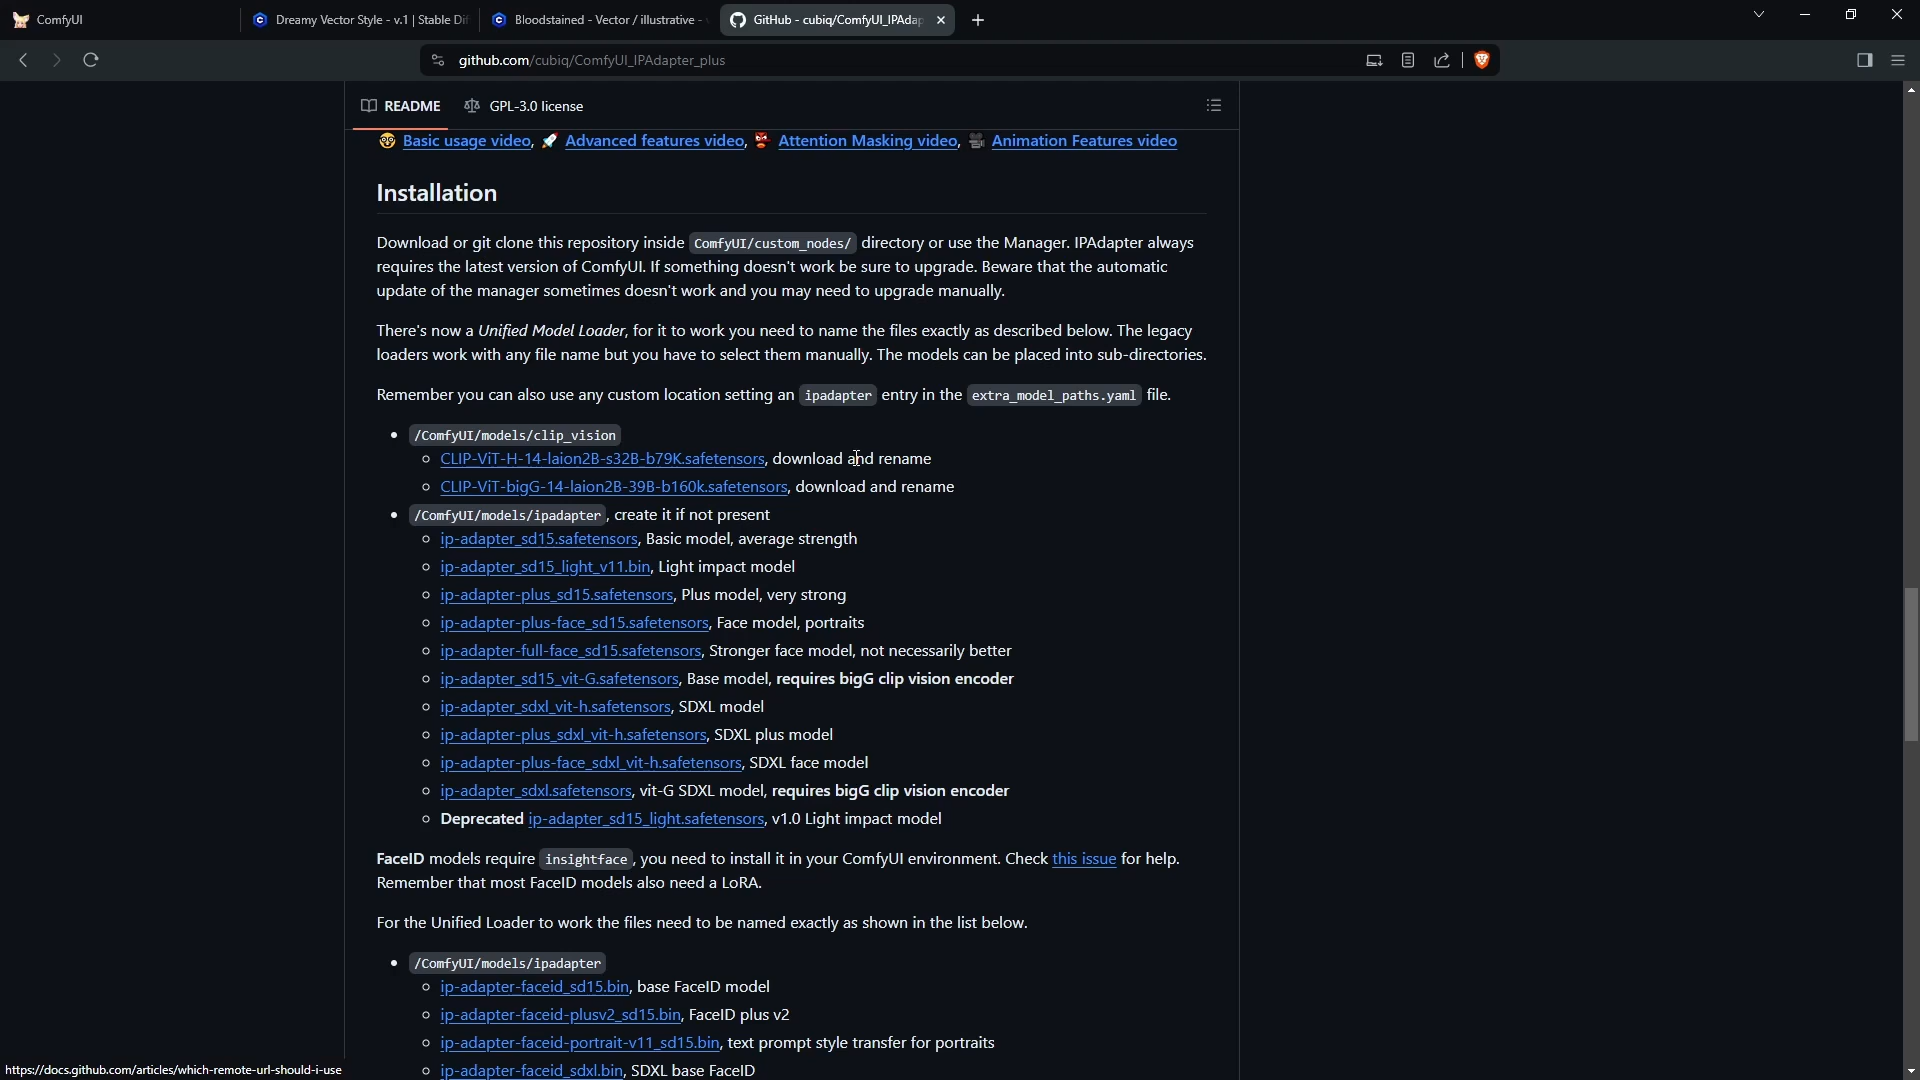 ComfyUI
Dreamy Vector Style - v.1 | Stable Dif
Bloodstained - Vector / illustrative -
GitHub - cubiq/ComfyUI_IPAdap
github.com/cubiq/ComfyUI_IPAdapter_plus
README
GPL-3.0 license
🤓 Basic usage video, 🚀 Advanced features video, 👺 Attention Masking video, 🎥 Animation Features video
Installation
Download or git clone this repository inside ComfyUI/custom_nodes/ directory or use the Manager. IPAdapter always
requires the latest version of ComfyUI. If something doesn't work be sure to upgrade. Beware that the automatic
update of the manager sometimes doesn't work and you may need to upgrade manually.
There's now a Unified Model Loader, for it to work you need to name the files exactly as described below. The legacy
loaders work with any file name but you have to select them manually. The models can be placed into sub-directories.
Remember you can also use any custom location setting an ipadapter entry in the extra_model_paths.yaml file.
/ComfyUI/models/clip_vision
CLIP-ViT-H-14-laion2B-s32B-b79K.safetensors, download and rename
CLIP-ViT-bigG-14-laion2B-39B-b160k.safetensors, download and rename
/ComfyUI/models/ipadapter, create it if not present
ip-adapter_sd15.safetensors, Basic model, average strength
ip-adapter_sd15_light_v11.bin, Light impact model
ip-adapter-plus_sd15.safetensors, Plus model, very strong
ip-adapter-plus-face_sd15.safetensors, Face model, portraits
ip-adapter-full-face_sd15.safetensors, Stronger face model, not necessarily better
ip-adapter_sd15_vit-G.safetensors, Base model, requires bigG clip vision encoder
ip-adapter_sdxl_vit-h.safetensors, SDXL model
ip-adapter-plus_sdxl_vit-h.safetensors, SDXL plus model
ip-adapter-plus-face_sdxl_vit-h.safetensors, SDXL face model
ip-adapter_sdxl.safetensors, vit-G SDXL model, requires bigG clip vision encoder
Deprecated ip-adapter_sd15_light.safetensors, v1.0 Light impact model
FaceID models require insightface, you need to install it in your ComfyUI environment. Check this issue for help.
Remember that most FaceID models also need a LoRA.
For the Unified Loader to work the files need to be named exactly as shown in the list below.
/ComfyUI/models/ipadapter
ip-adapter-faceid_sd15.bin, base FaceID model
ip-adapter-faceid-plusv2_sd15.bin, FaceID plus v2
ip-adapter-faceid-portrait-v11_sd15.bin, text prompt style transfer for portraits
ip-adapter-faceid_sdxl.bin, SDXL base FaceID
https://docs.github.com/articles/which-remote-url-should-i-use